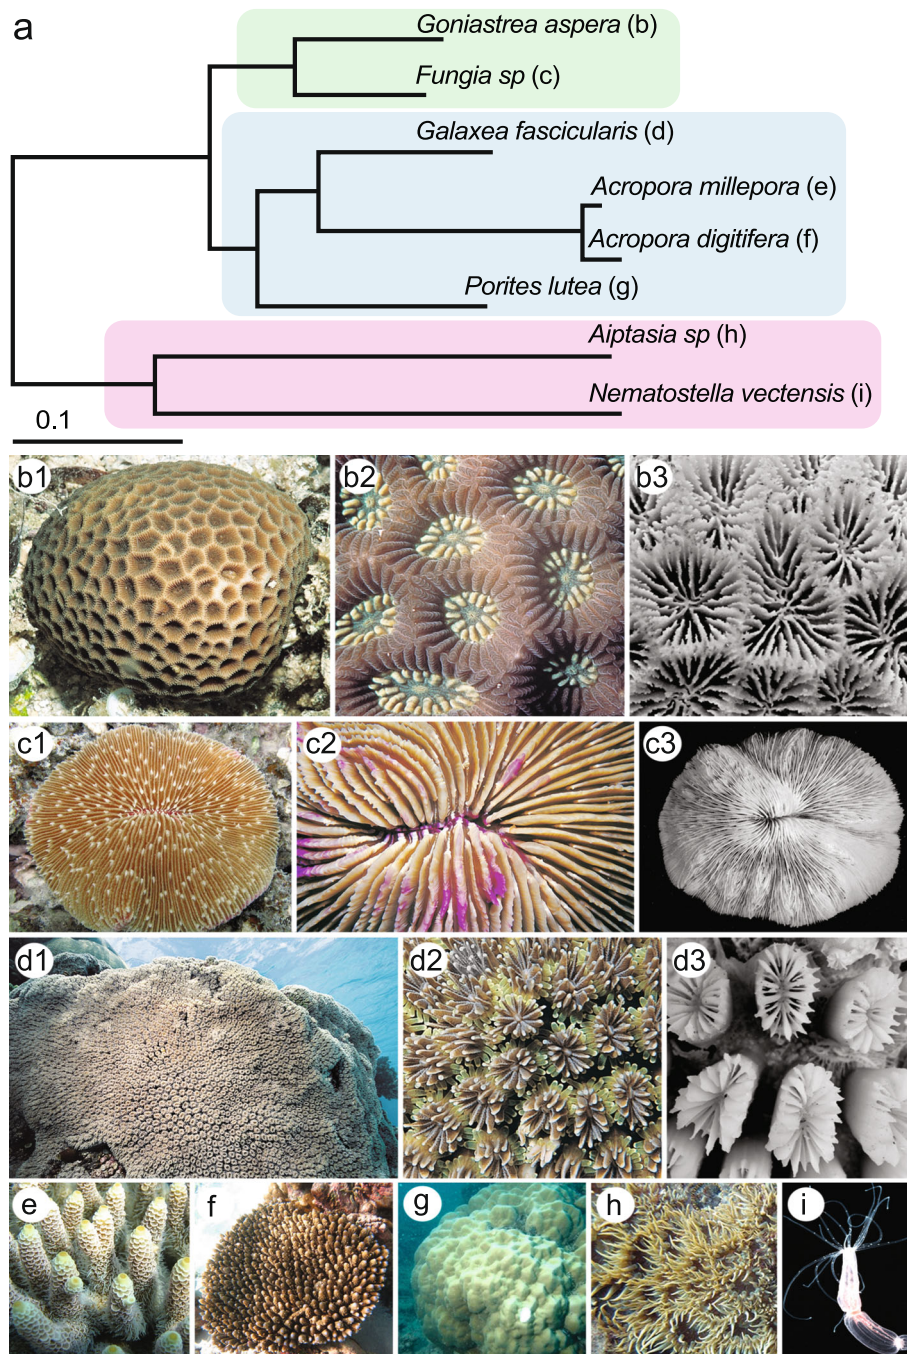 a
Goniastrea aspera (b)
Fungia sp (c)
Galaxea fascicularis (d)
Acropora millepora (e)
Acropora digitifera (f)
Porites lutea (g)
Aiptasia sp (h)
Nematostella vectensis (i)
0.1
b1 b2 b3
c1 c2 c3
d1 d2 d3
e f g h i